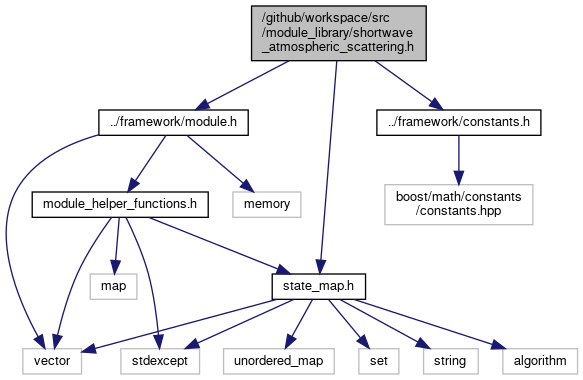 /github/workspace/src
/module_library/shortwave
_atmospheric_scattering.h
../framework/module.h
../framework/constants.h
module_helper_functions.h
memory
boost/math/constants
/constants.hpp
map
state_map.h
vector
stdexcept
unordered_map
set
string
algorithm